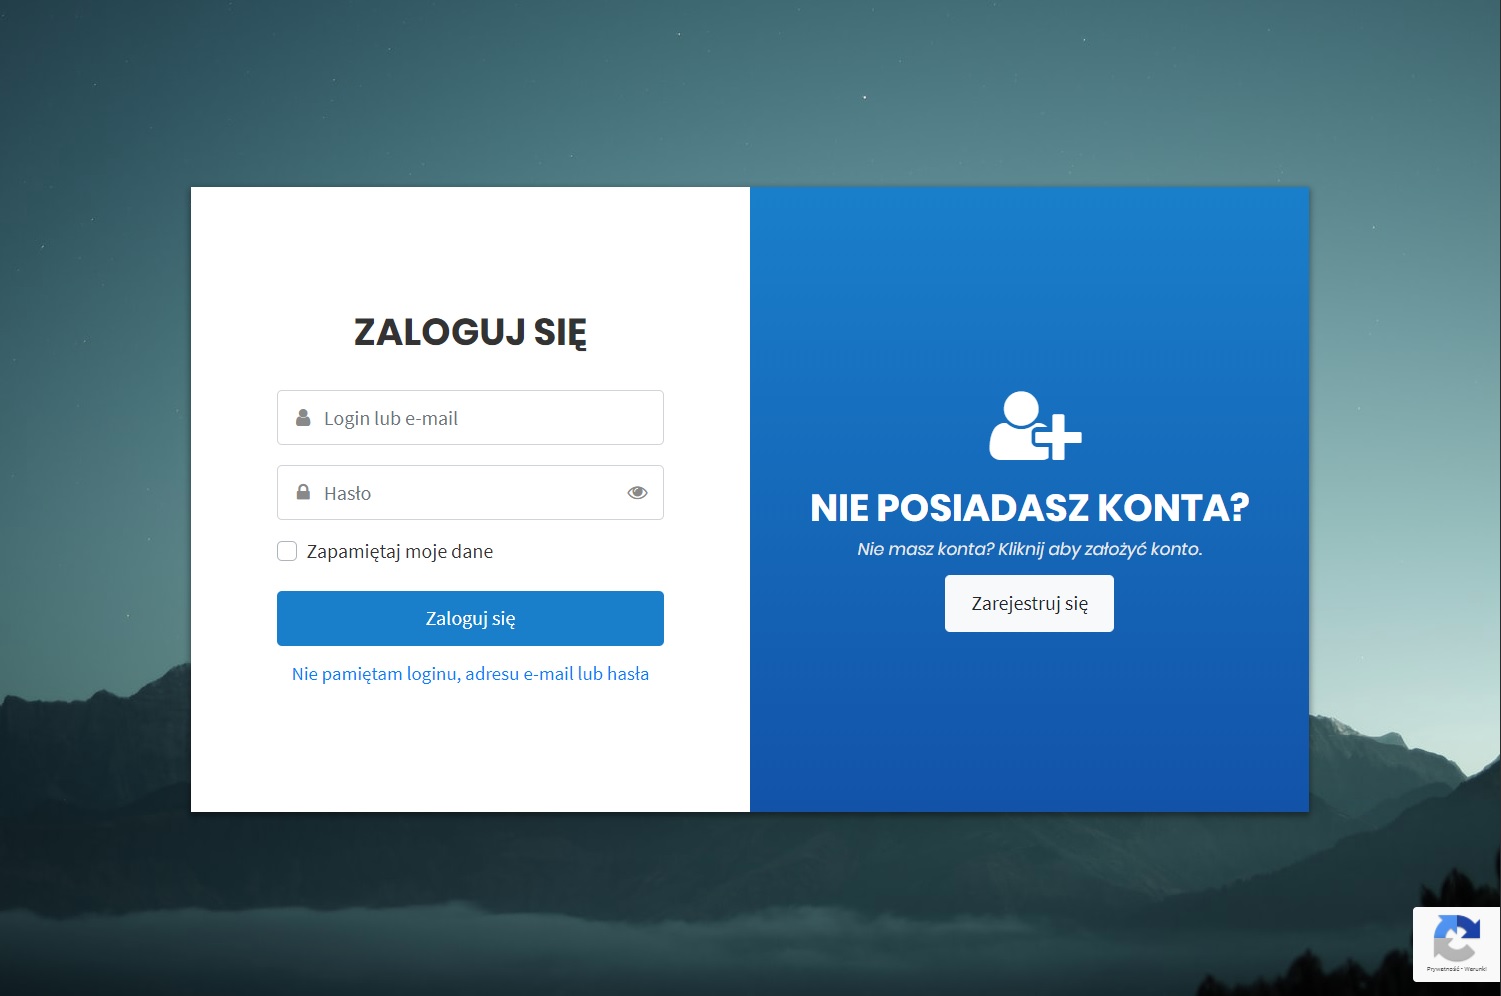 ZALOGUJ SIĘ
Login lub e-mail
Hasło
Zapamiętaj moje dane
Zaloguj się
Nie pamiętam loginu, adresu e-mail lub hasła
NIE POSIADASZ KONTA?
Nie masz konta? Kliknij aby założyć konto.
Zarejestruj się
Prywatność - Warunki